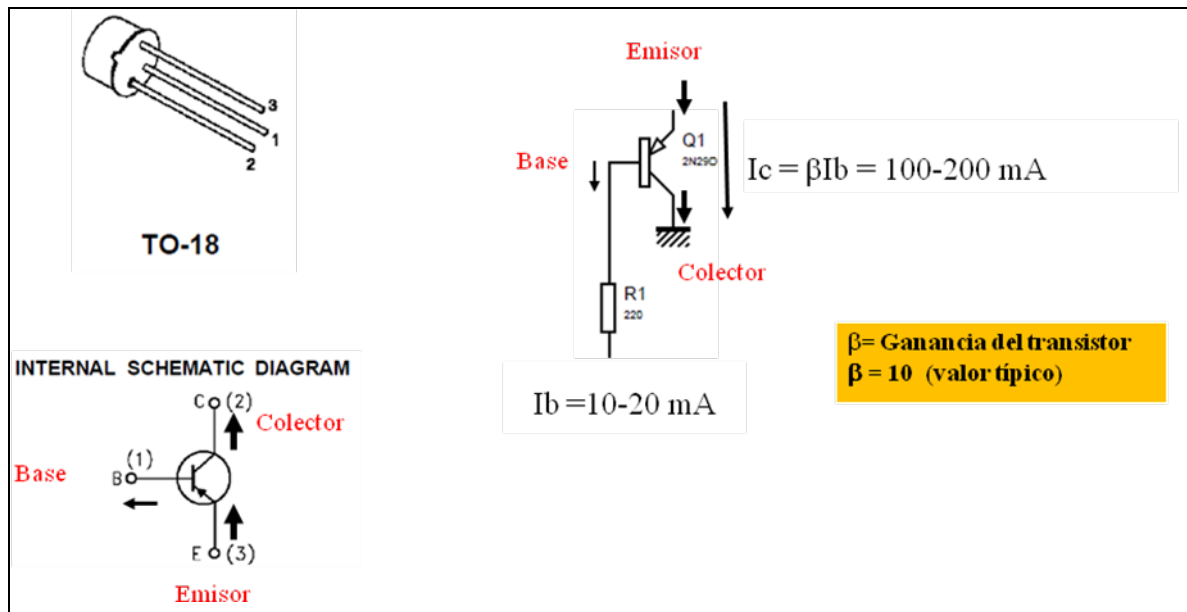 3
1
2
TO-18
INTERNAL SCHEMATIC DIAGRAM
C (2)
Colector
(1)
Base
B
E (3)
Emisor
Emisor
Q1
2N290
Base
Ic = βIb = 100-200 mA
Colector
R1
220
Ib =10-20 mA
β= Ganancia del transistor
β = 10 (valor típico)